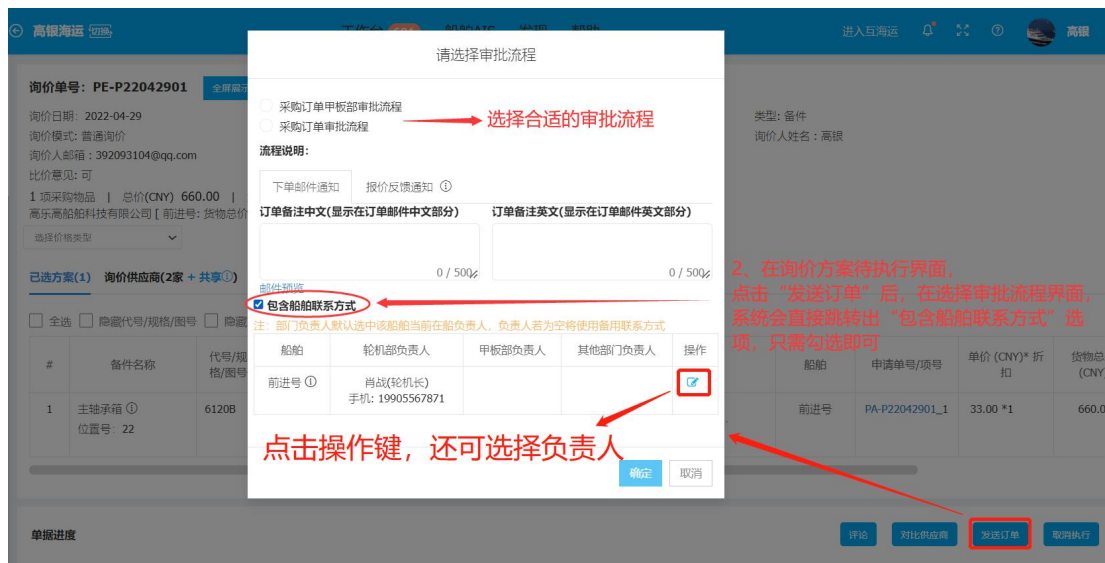 高银海运 切换
工作台
船舶AIS 发现 帮助
进入互海运
高银
询价单号：PE-P22042901
全屏展示
询价日期：2022-04-29
询价模式: 普通询价
询价人邮箱：392093104@qq.com
比价意见: 可
1 项采购物品 | 总价(CNY) 660.00 |
高乐高船舶科技有限公司 [ 前进号: 货物总价
选择价格类型
类型: 备件
询价人姓名：高银
已选方案(1) 询价供应商(2家 + 共享)
全选 隐藏代号/规格/图号 隐藏
请选择审批流程
采购订单甲板部审批流程
采购订单审批流程
选择合适的审批流程
流程说明：
下单邮件通知 报价反馈通知
订单备注中文(显示在订单邮件中文部分) 订单备注英文(显示在订单邮件英文部分)
0 / 500 0 / 500
邮件预览
包含船舶联系方式
注：部门负责人默认选中该船舶当前在船负责人，负责人若为空将使用备用联系方式
船舶 轮机部负责人 甲板部负责人 其他部门负责人 操作
前进号 肖战(轮机长)
手机: 19905567871
点击操作键，还可选择负责人
确定 取消
2、在询价方案待执行界面，
点击“发送订单”后，在选择审批流程界面，
系统会直接跳转出“包含船舶联系方式”选
项，只需勾选即可
# 备件名称 代号/规
格/图号
船舶 申请单号/项号 单价 (CNY)* 折
扣
货物总
(CNY
1 主轴承箱 6120B
位置号: 22
前进号 PA-P22042901_1 33.00 *1 660.0
单据进度
评论 对比供应商 发送订单 取消执行